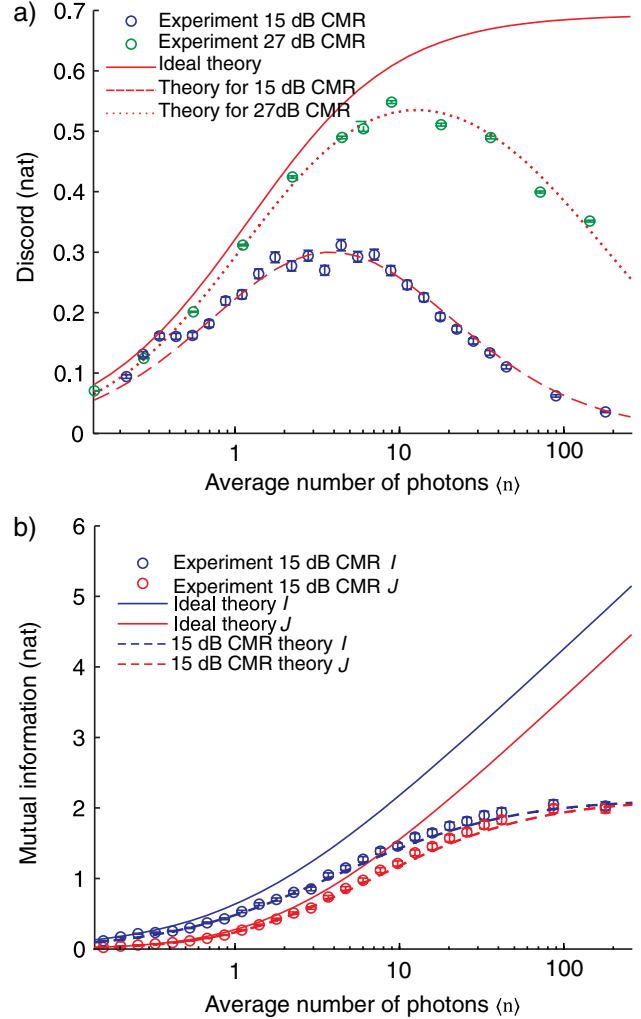 a)
0.7
0.6
0.5
0.4
0.3
0.2
0.1
0
Discord (nat)
Experiment 15 dB CMR
Experiment 27 dB CMR
Ideal theory
Theory for 15 dB CMR
Theory for 27dB CMR
1
10
100
Average number of photons ⟨n⟩
b)
6
5
4
3
2
1
0
Mutual information (nat)
Experiment 15 dB CMR I
Experiment 15 dB CMR J
Ideal theory I
Ideal theory J
15 dB CMR theory I
15 dB CMR theory J
1
10
100
Average number of photons ⟨n⟩